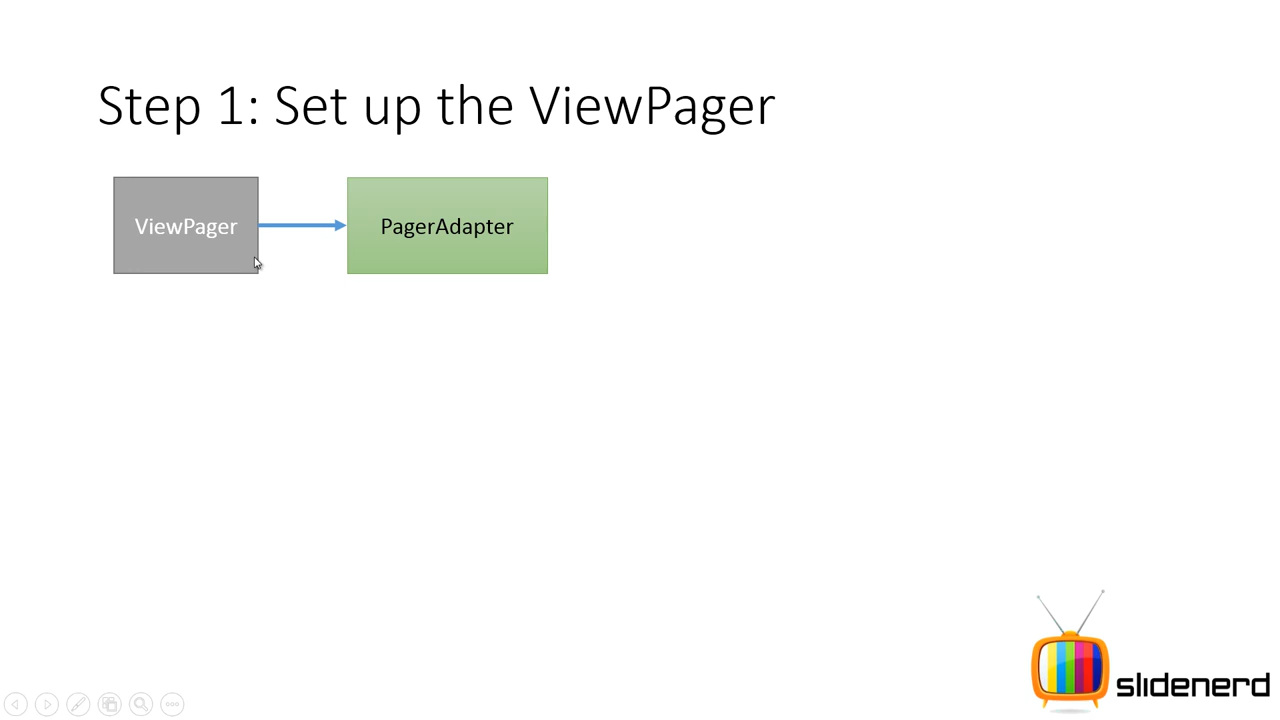 Step 1: Set up the ViewPager
ViewPager
PagerAdapter
slidenerd